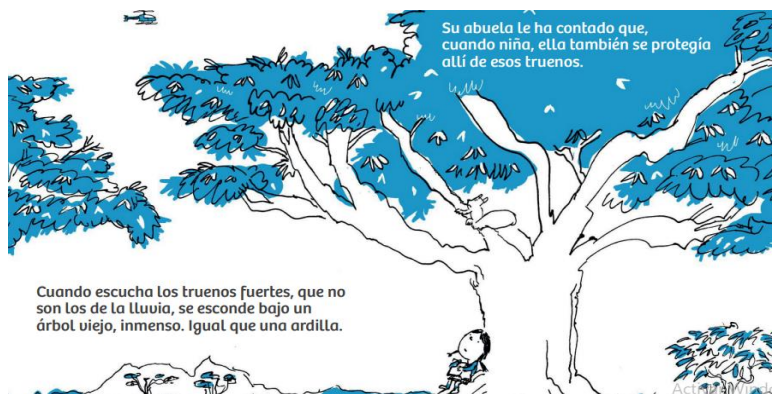 Su abuela le ha contado que,
cuando niña, ella también se protegía
allí de esos truenos.
Cuando escucha los truenos fuertes, que no
son los de la lluvia, se esconde bajo un
árbol viejo, inmenso. Igual que una ardilla.